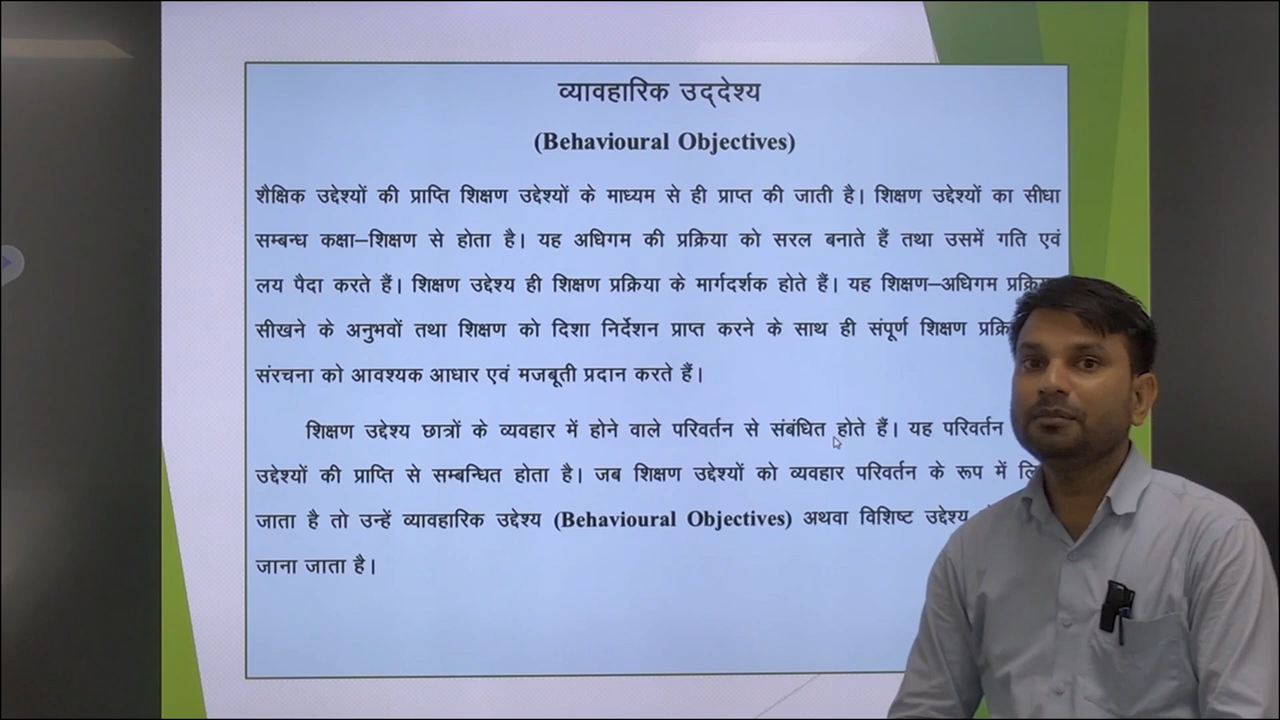 व्यावहारिक उद्‌देश्य
(Behavioural Objectives)
शैक्षिक उद्देश्यों की प्राप्ति शिक्षण उद्देश्यों के माध्यम से ही प्राप्त की जाती है। शिक्षण उद्देश्यों का सीधा
सम्बन्ध कक्षा–शिक्षण से होता है। यह अधिगम की प्रक्रिया को सरल बनाते हैं तथा उसमें गति एवं
लय पैदा करते हैं। शिक्षण उद्देश्य ही शिक्षण प्रक्रिया के मार्गदर्शक होते हैं। यह शिक्षण–अधिगम
सीखने के अनुभवों तथा शिक्षण को दिशा निर्देशन प्राप्त करने के साथ ही संपूर्ण शिक्षण
संरचना को आवश्यक आधार एवं मजबूती प्रदान करते हैं।
शिक्षण उद्देश्य छात्रों के व्यवहार में होने वाले परिवर्तन से संबंधित होते हैं। यह परिवर्तन
उद्देश्यों की प्राप्ति से सम्बन्धित होता है। जब शिक्षण उद्देश्यों को व्यवहार परिवर्तन के रूप में
जाता है तो उन्हें व्यावहारिक उद्देश्य (Behavioural Objectives) अथवा विशिष्ट उद्देश्य
जाना जाता है।